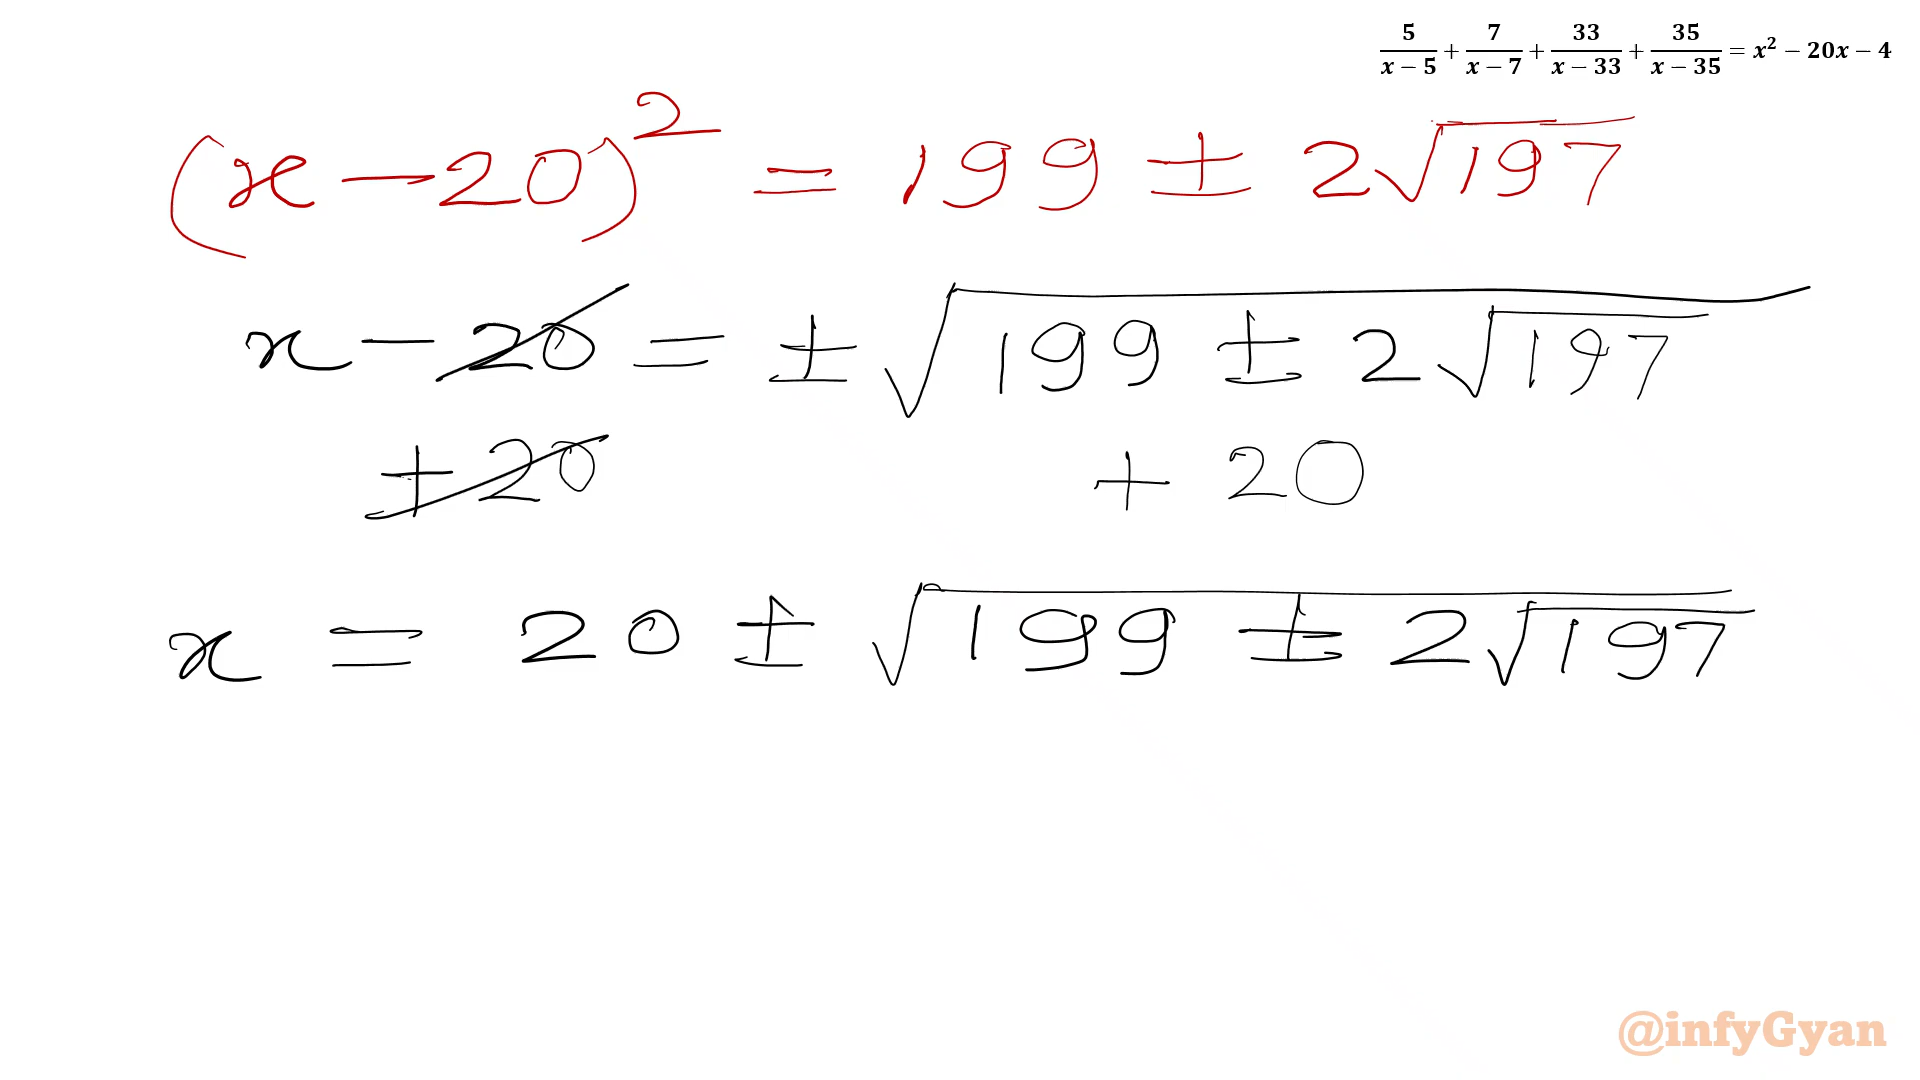 5/(x − 5) + 7/(x − 7) + 33/(x − 33) + 35/(x − 35) = x² − 20x − 4
(x − 20)² = 199 ± 2√197
x − 20 = ± √(199 ± 2√197)
± 20 + 20
x = 20 ± √(199 ± 2√197)
@infyGyan